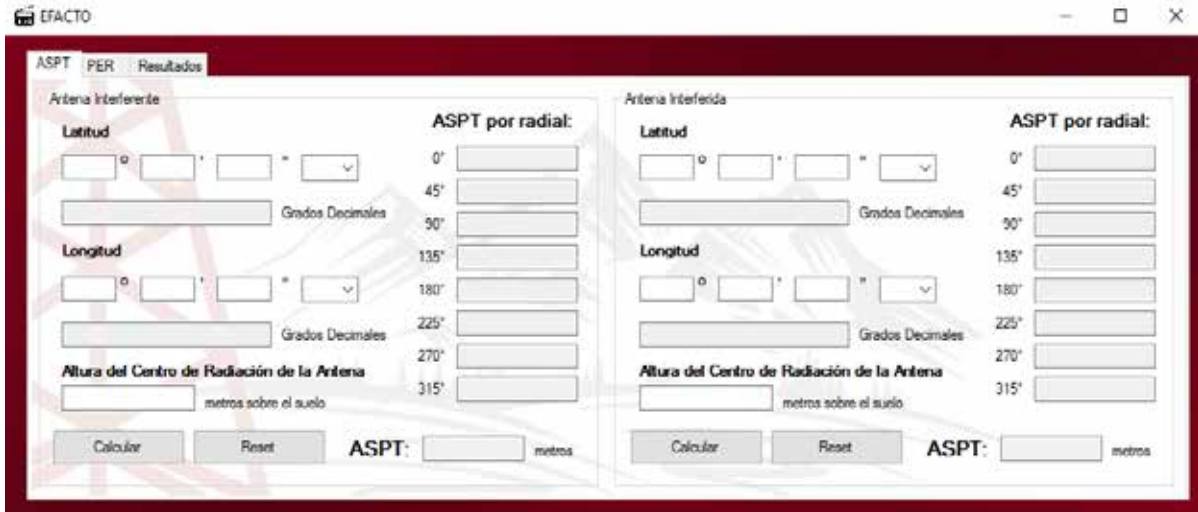 EFACTO
ASPT PER Resultados
Antena Interferente
Latitud
° ' "
Grados Decimales
Longitud
° ' "
Grados Decimales
Altura del Centro de Radiación de la Antena
metros sobre el suelo
Calcular Reset
ASPT por radial:
0°
45°
90°
135°
180°
225°
270°
315°
ASPT: metros
Antena Interferida
Latitud
° ' "
Grados Decimales
Longitud
° ' "
Grados Decimales
Altura del Centro de Radiación de la Antena
metros sobre el suelo
Calcular Reset
ASPT por radial:
0°
45°
90°
135°
180°
225°
270°
315°
ASPT: metros